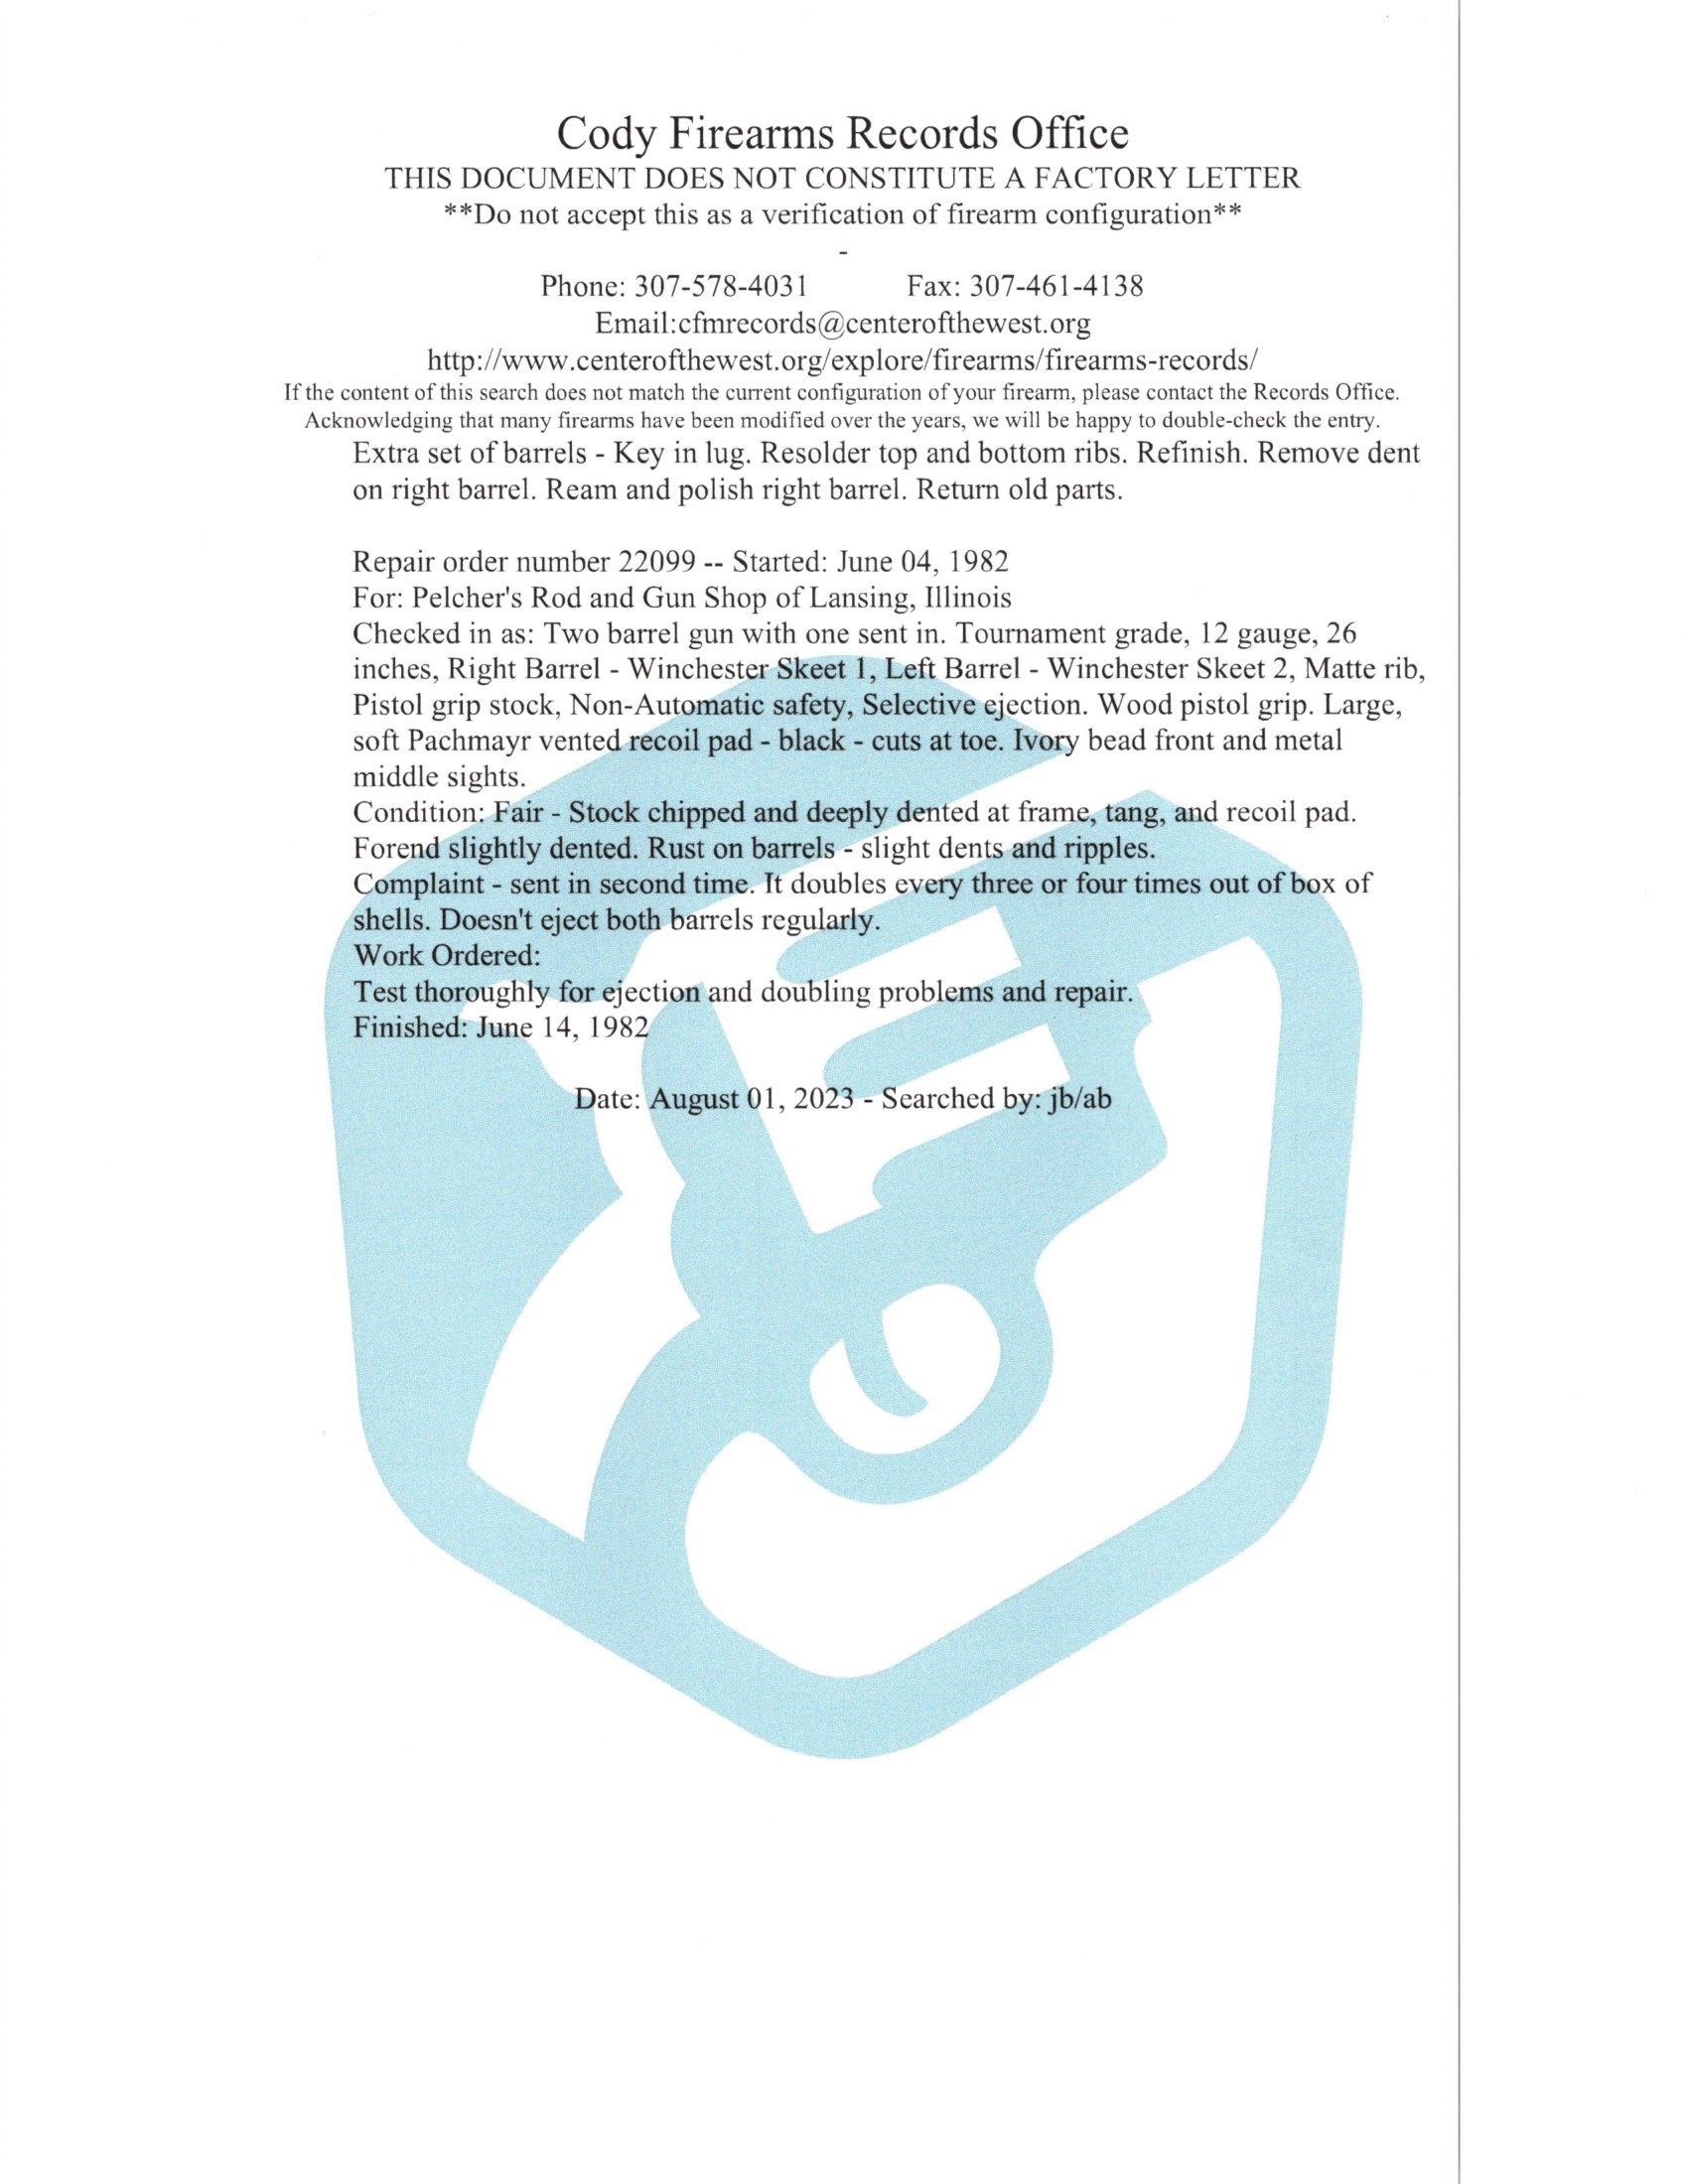 Cody Firearms Records Office
THIS DOCUMENT DOES NOT CONSTITUTE A FACTORY LETTER
**Do not accept this as a verification of firearm configuration**
-
Phone: 307-578-4031 Fax: 307-461-4138
Email:cfmrecords@centerofthewest.org
http://www.centerofthewest.org/explore/firearms/firearms-records/
If the content of this search does not match the current configuration of your firearm, please contact the Records Office.
Acknowledging that many firearms have been modified over the years, we will be happy to double-check the entry.
Extra set of barrels - Key in lug. Resolder top and bottom ribs. Refinish. Remove dent
on right barrel. Ream and polish right barrel. Return old parts.
Repair order number 22099 -- Started: June 04, 1982
For: Pelcher's Rod and Gun Shop of Lansing, Illinois
Checked in as: Two barrel gun with one sent in. Tournament grade, 12 gauge, 26
inches, Right Barrel - Winchester Skeet 1, Left Barrel - Winchester Skeet 2, Matte rib,
Pistol grip stock, Non-Automatic safety, Selective ejection. Wood pistol grip. Large,
soft Pachmayr vented recoil pad - black - cuts at toe. Ivory bead front and metal
middle sights.
Condition: Fair - Stock chipped and deeply dented at frame, tang, and recoil pad.
Forend slightly dented. Rust on barrels - slight dents and ripples.
Complaint - sent in second time. It doubles every three or four times out of box of
shells. Doesn't eject both barrels regularly.
Work Ordered:
Test thoroughly for ejection and doubling problems and repair.
Finished: June 14, 1982
Date: August 01, 2023 - Searched by: jb/ab